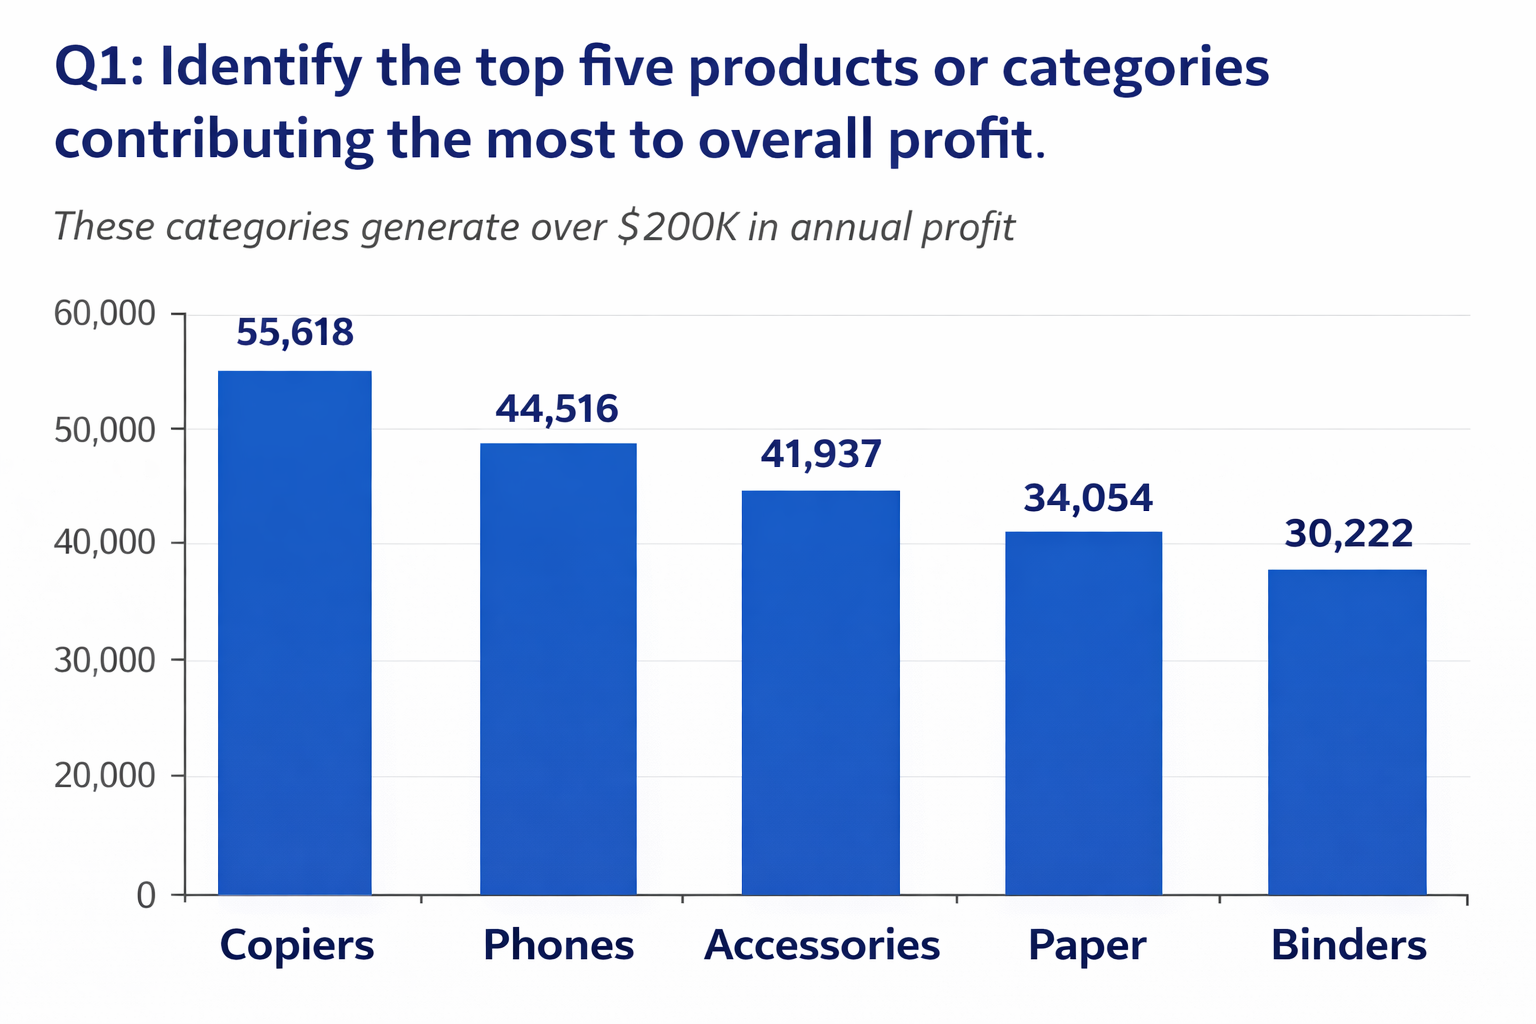 Q1: Identify the top five products or categories
contributing the most to overall profit.
These categories generate over $200K in annual profit
60,000
55,618
44,516
50,000
41,937
34,054
30,222
40,000
30,000
20,000
0
Copiers Phones Accessories Paper Binders